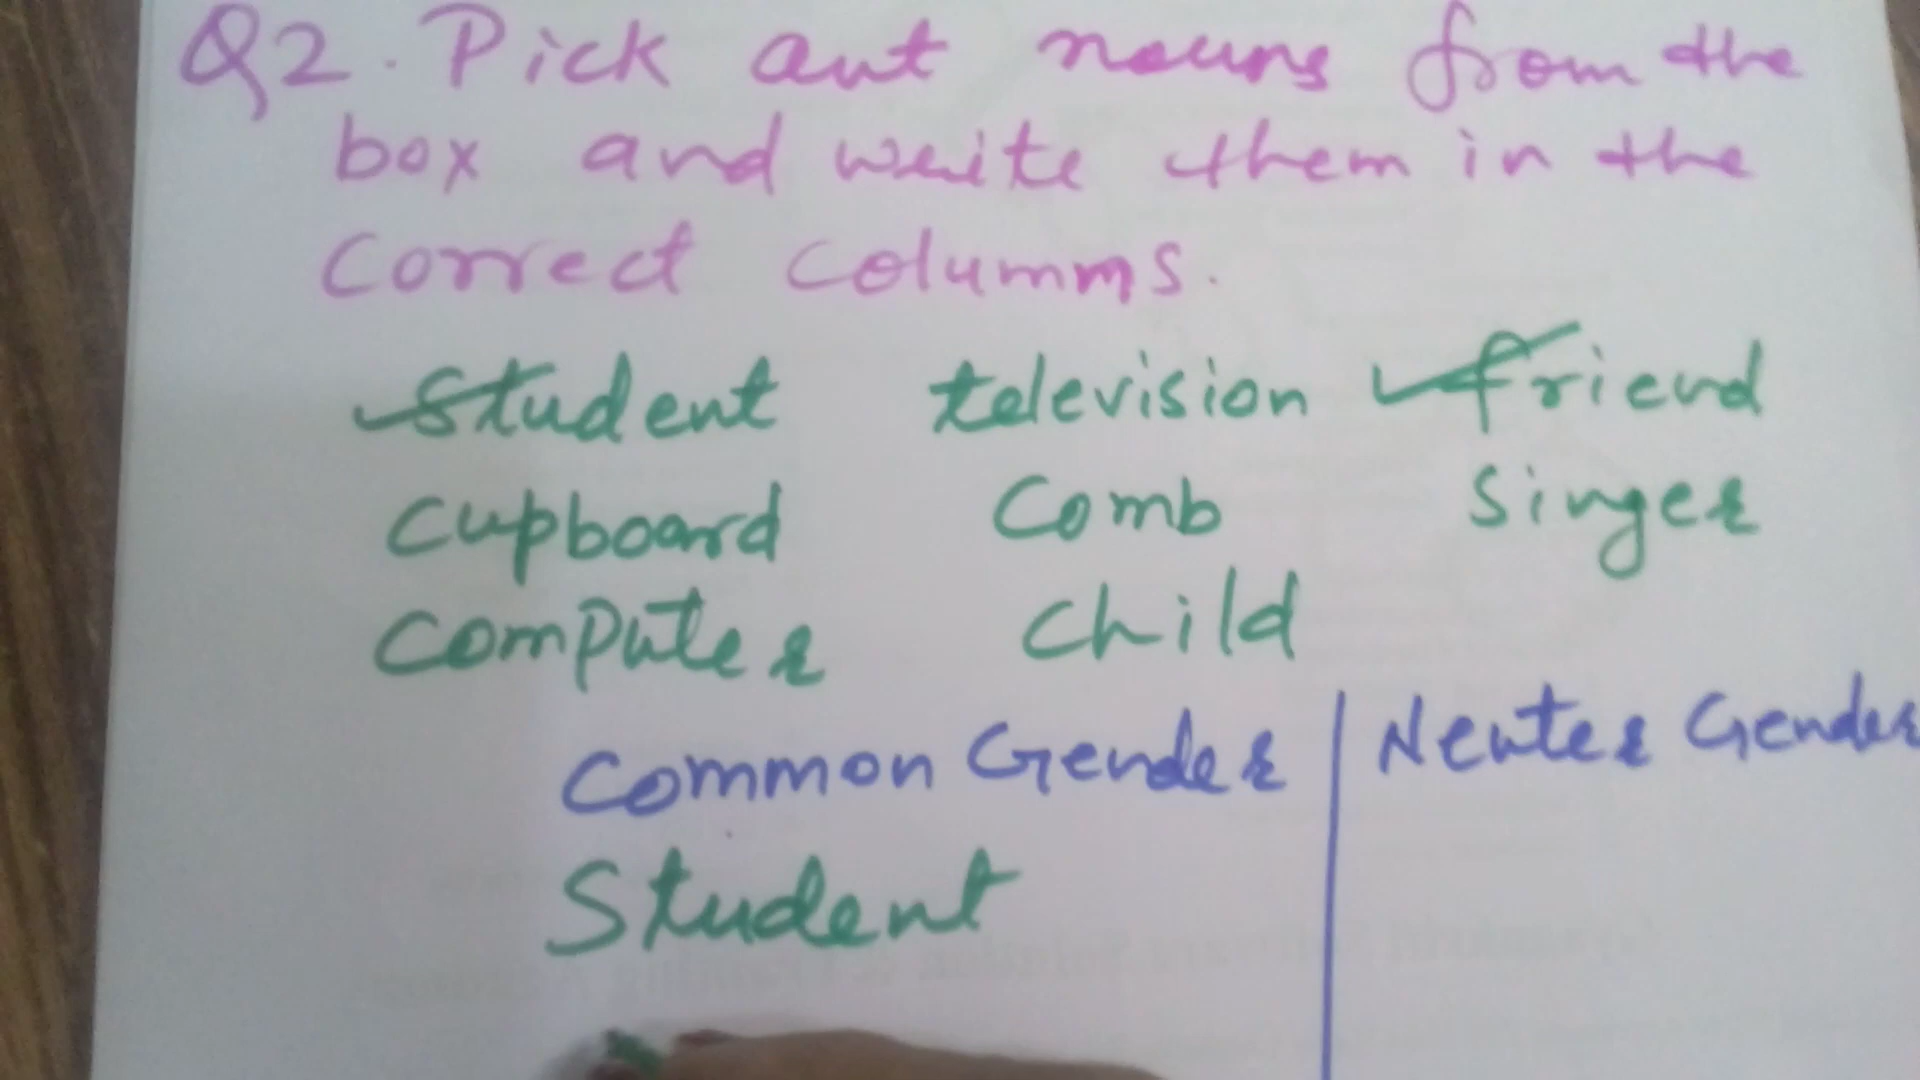 Q2. Pick out nouns from the
box and write them in the
Correct Columms.
Student television friend
Cupboard Comb Singer
Computer Child
Common Gender | Neuter Gender
Student